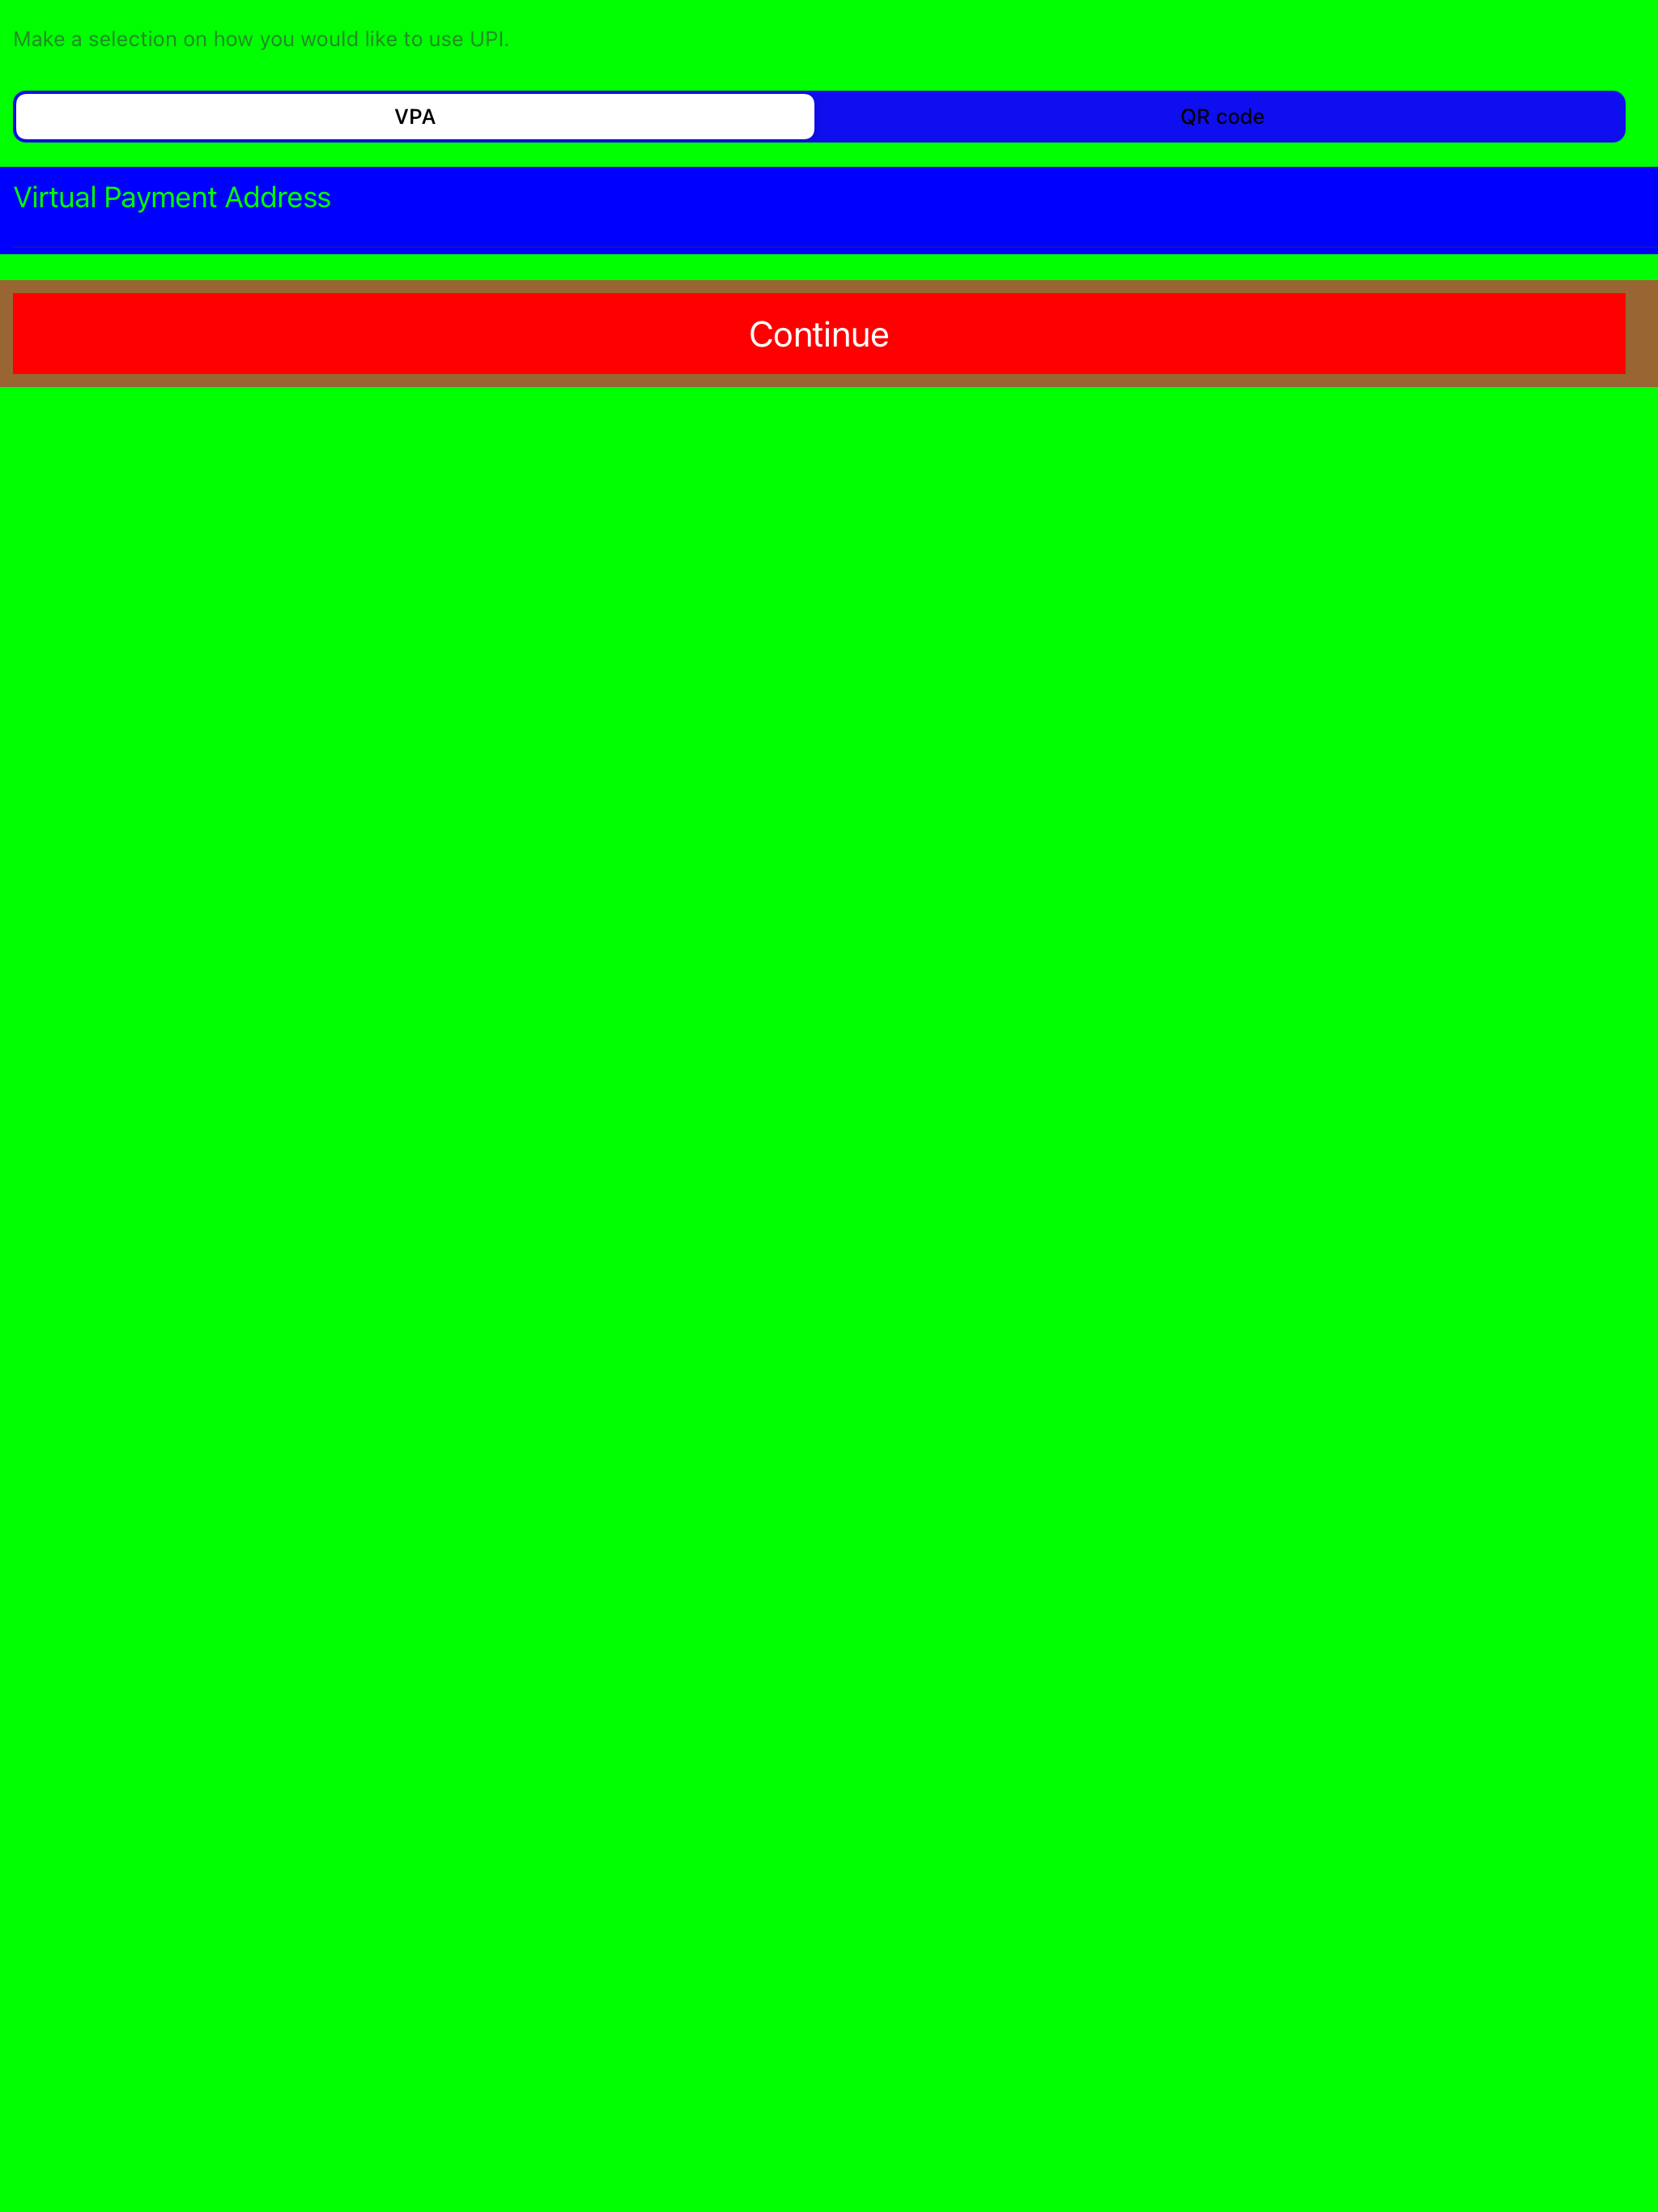 Make a selection on how you would like to use UPI.
VPA
QR code
Virtual Payment Address
Continue